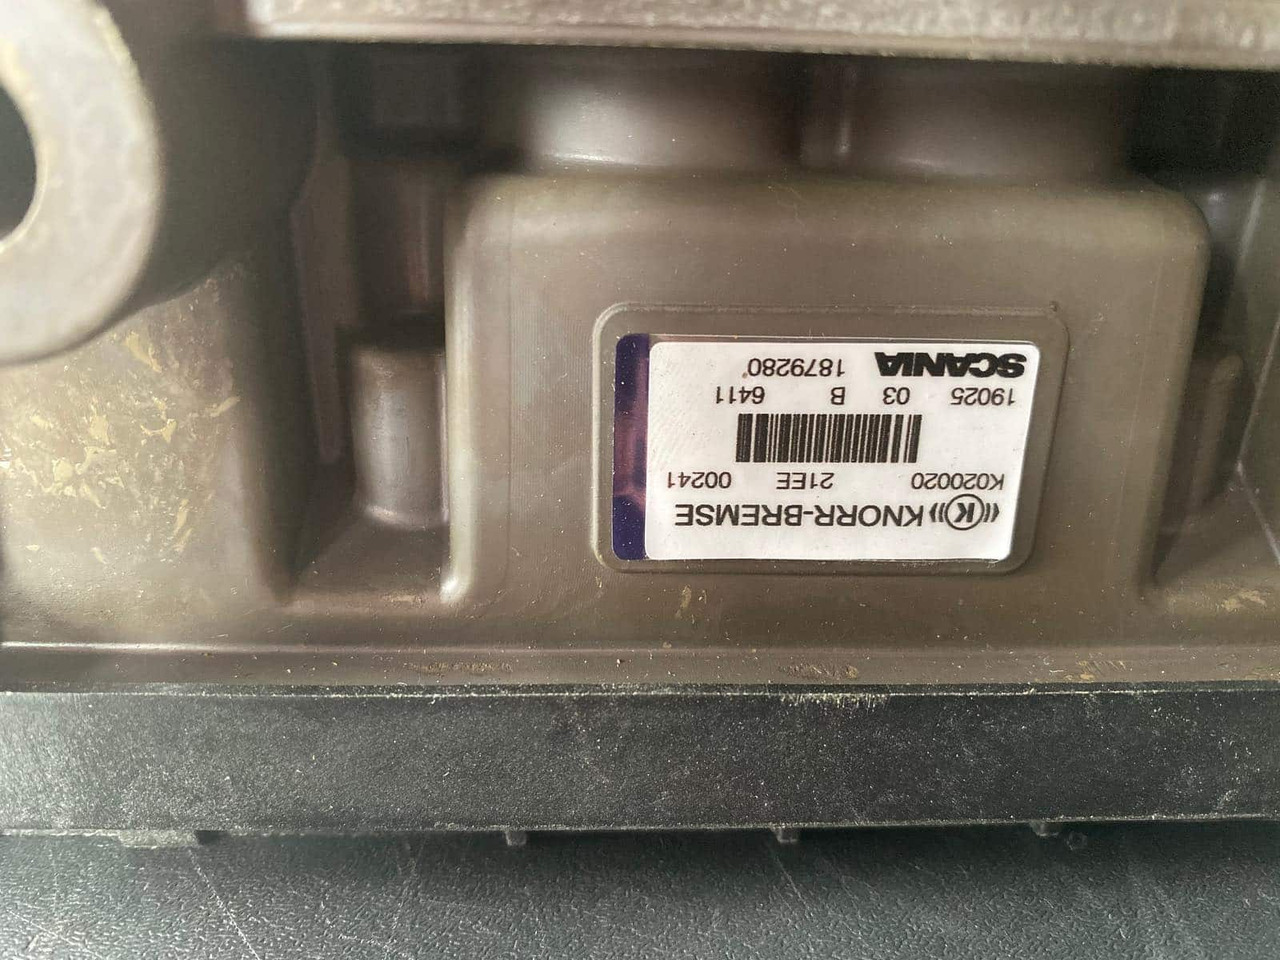 ((K)) KNORR-BREMSE
K020020 21EE 00241
19025 03 B 6411
SCANIA 1879280